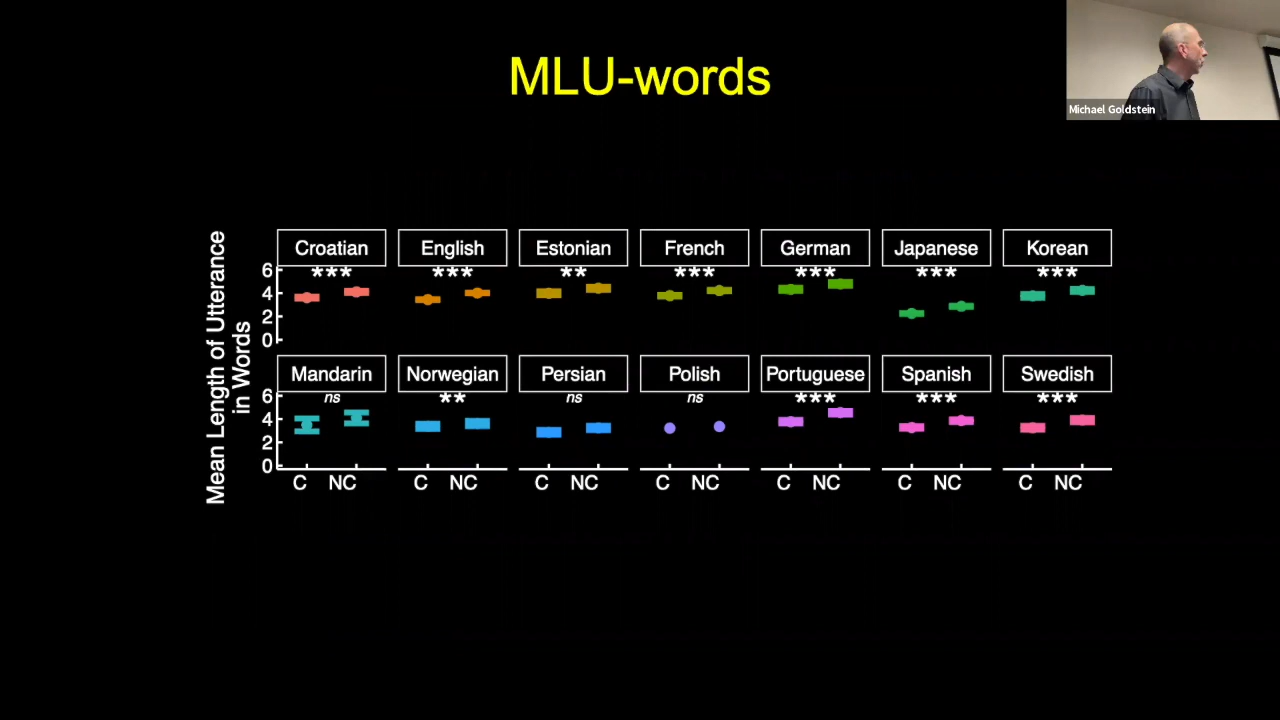 MLU-words
Michael Goldstein
Mean Length of Utterance
in Words
Croatian English Estonian French German Japanese Korean
6 *** *** ** *** *** *** ***
4
2
0
Mandarin Norwegian Persian Polish Portuguese Spanish Swedish
6 ns ** ns ns *** *** ***
4
2
0
C NC C NC C NC C NC C NC C NC C NC